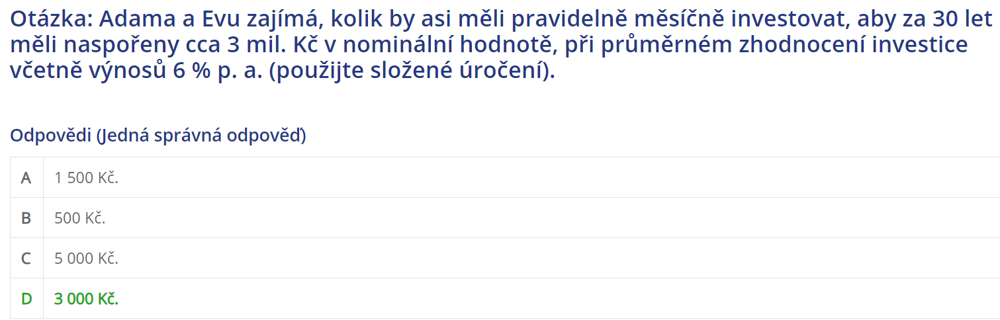 Otázka: Adama a Evu zajímá, kolik by asi měli pravidelně měsíčně investovat, aby za 30 let
měli naspořeny cca 3 mil. Kč v nominální hodnotě, při průměrném zhodnocení investice
včetně výnosů 6 % p. a. (použijte složené úročení).
Odpovědi (Jedná správná odpověď)
A 1 500 Kč.
B 500 Kč.
C 5 000 Kč.
D 3 000 Kč.